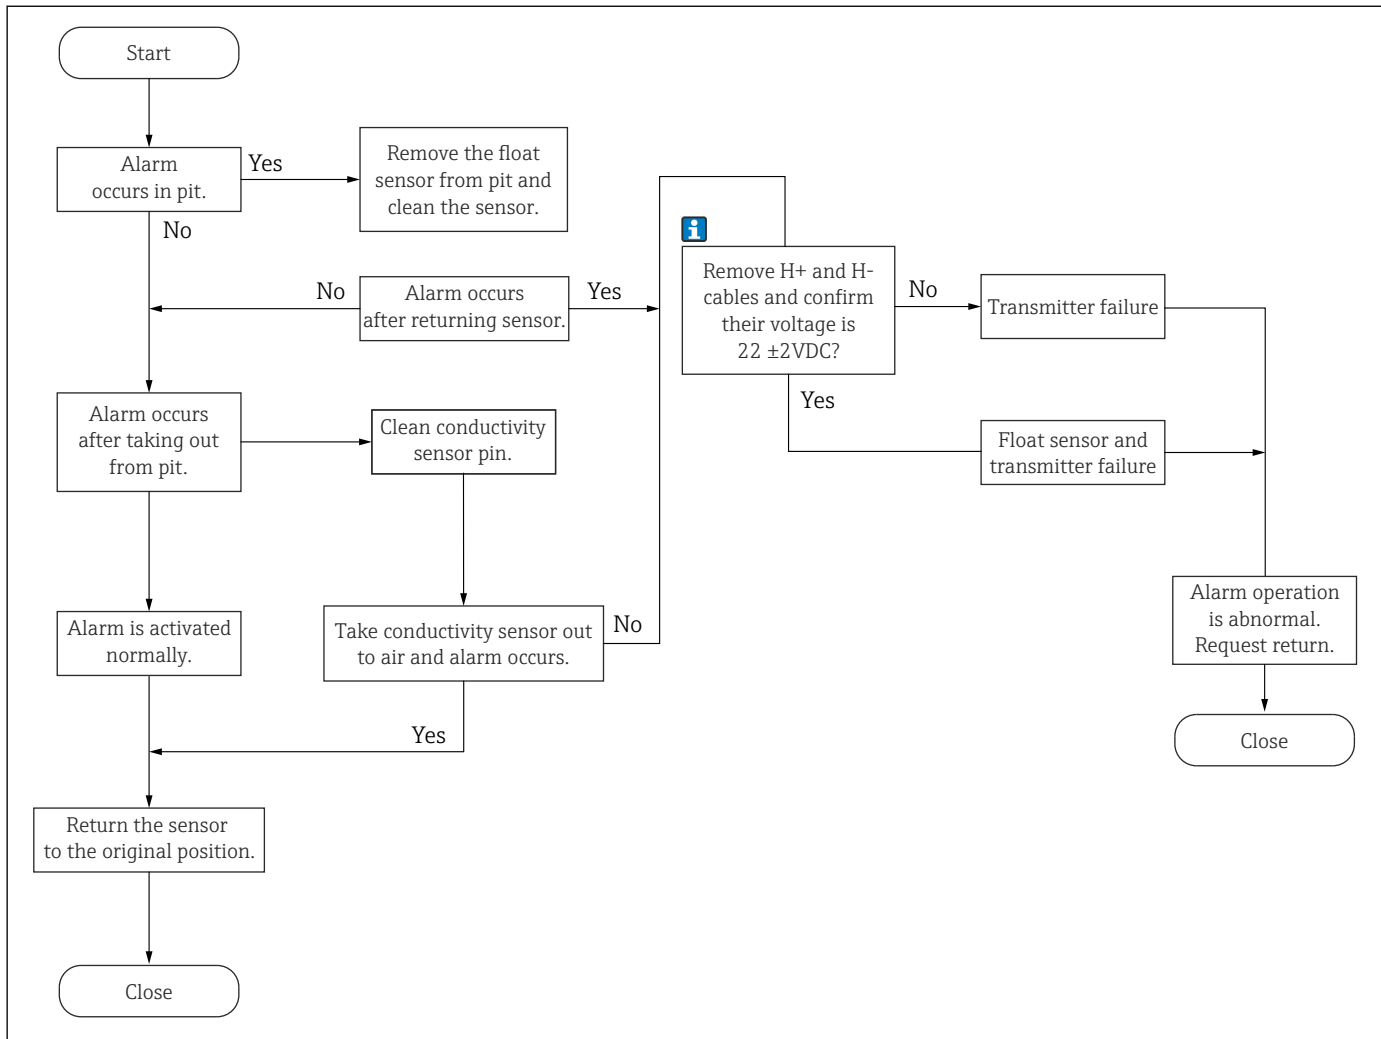 Start
Alarm
occurs in pit.
Yes
Remove the float
sensor from pit and
clean the sensor.
No
No
Alarm occurs
after returning sensor.
Yes
i
Remove H+ and H-
cables and confirm
their voltage is
22 ±2VDC?
No
Transmitter failure
Yes
Float sensor and
transmitter failure
Alarm occurs
after taking out
from pit.
Clean conductivity
sensor pin.
Alarm is activated
normally.
Take conductivity sensor out
to air and alarm occurs.
No
Yes
Alarm operation
is abnormal.
Request return.
Close
Return the sensor
to the original position.
Close